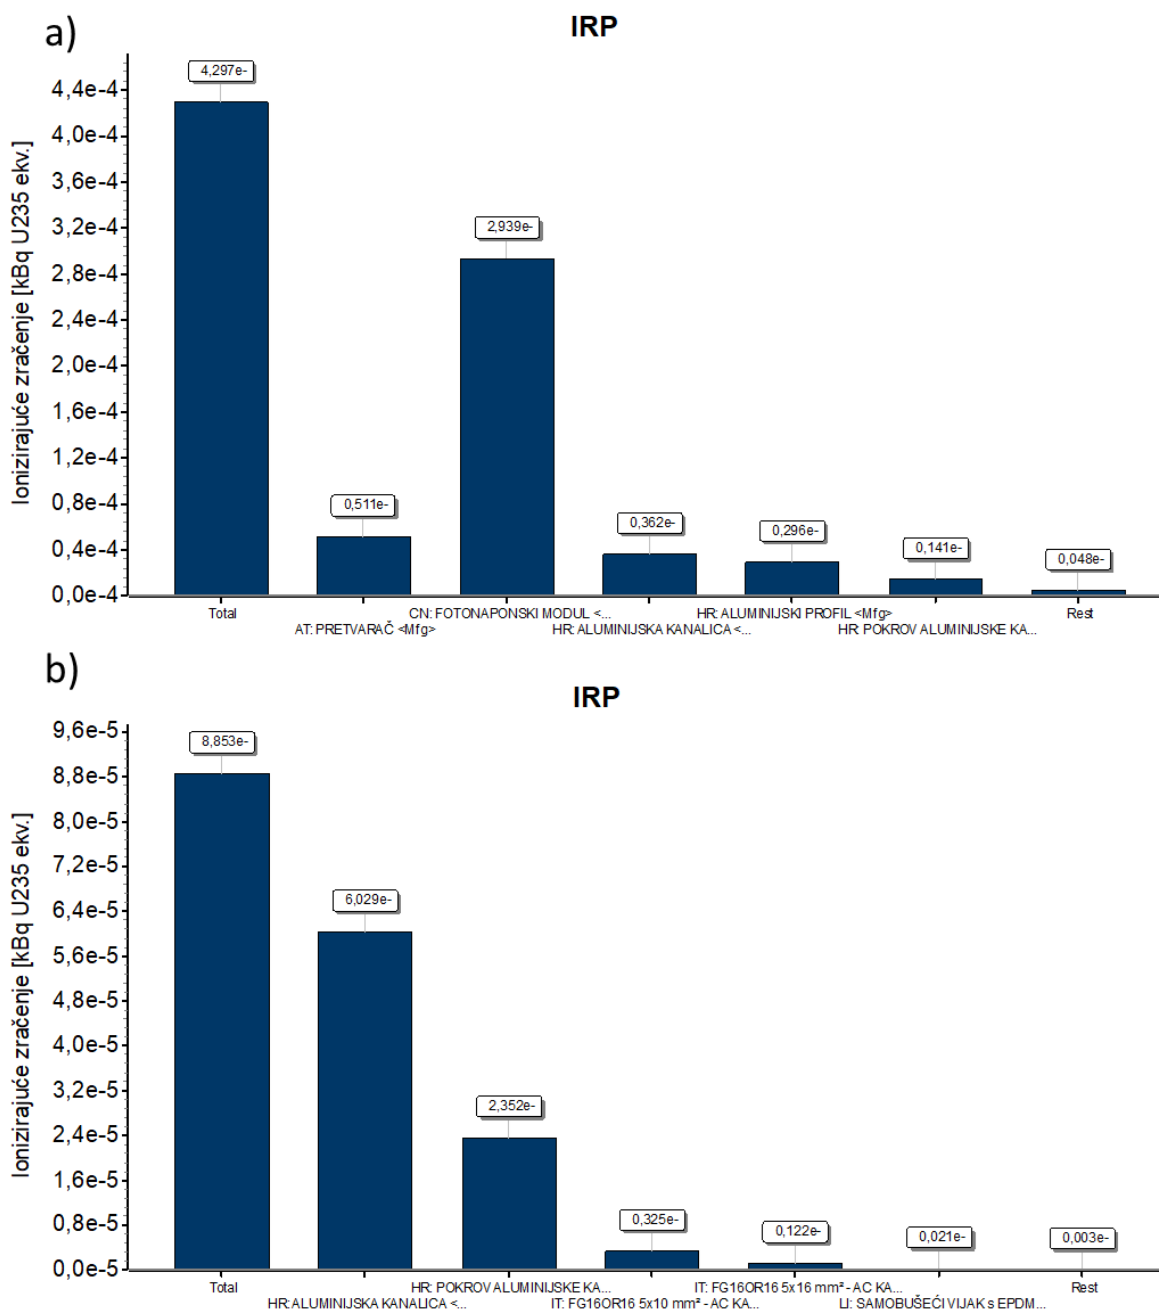 a)
IRP
Ionizirajuće zračenje [kBq U235 ekv.]
4,4e-4
4,0e-4
3,6e-4
3,2e-4
2,8e-4
2,4e-4
2,0e-4
1,6e-4
1,2e-4
0,8e-4
0,4e-4
0,0e-4
4,297e-
0,511e-
2,939e-
0,362e-
0,296e-
0,141e-
0,048e-
Total
AT: PRETVARAČ <Mfg>
CN: FOTONAPONSKI MODUL <...
HR: ALUMINIJSKA KANALICA <...
HR: ALUMINIJSKI PROFIL <Mfg>
HR: POKROV ALUMINIJSKE KA...
Rest
b)
IRP
Ionizirajuće zračenje [kBq U235 ekv.]
9,6e-5
8,8e-5
8,0e-5
7,2e-5
6,4e-5
5,6e-5
4,8e-5
4,0e-5
3,2e-5
2,4e-5
1,6e-5
0,8e-5
0,0e-5
8,853e-
6,029e-
2,352e-
0,325e-
0,122e-
0,021e-
0,003e-
Total
HR: ALUMINIJSKA KANALICA <...
HR: POKROV ALUMINIJSKE KA...
IT: FG16OR16 5x10 mm² - AC KA...
IT: FG16OR16 5x16 mm² - AC KA...
LI: SAMOBUŠEĆI VIJAK s EPDM...
Rest